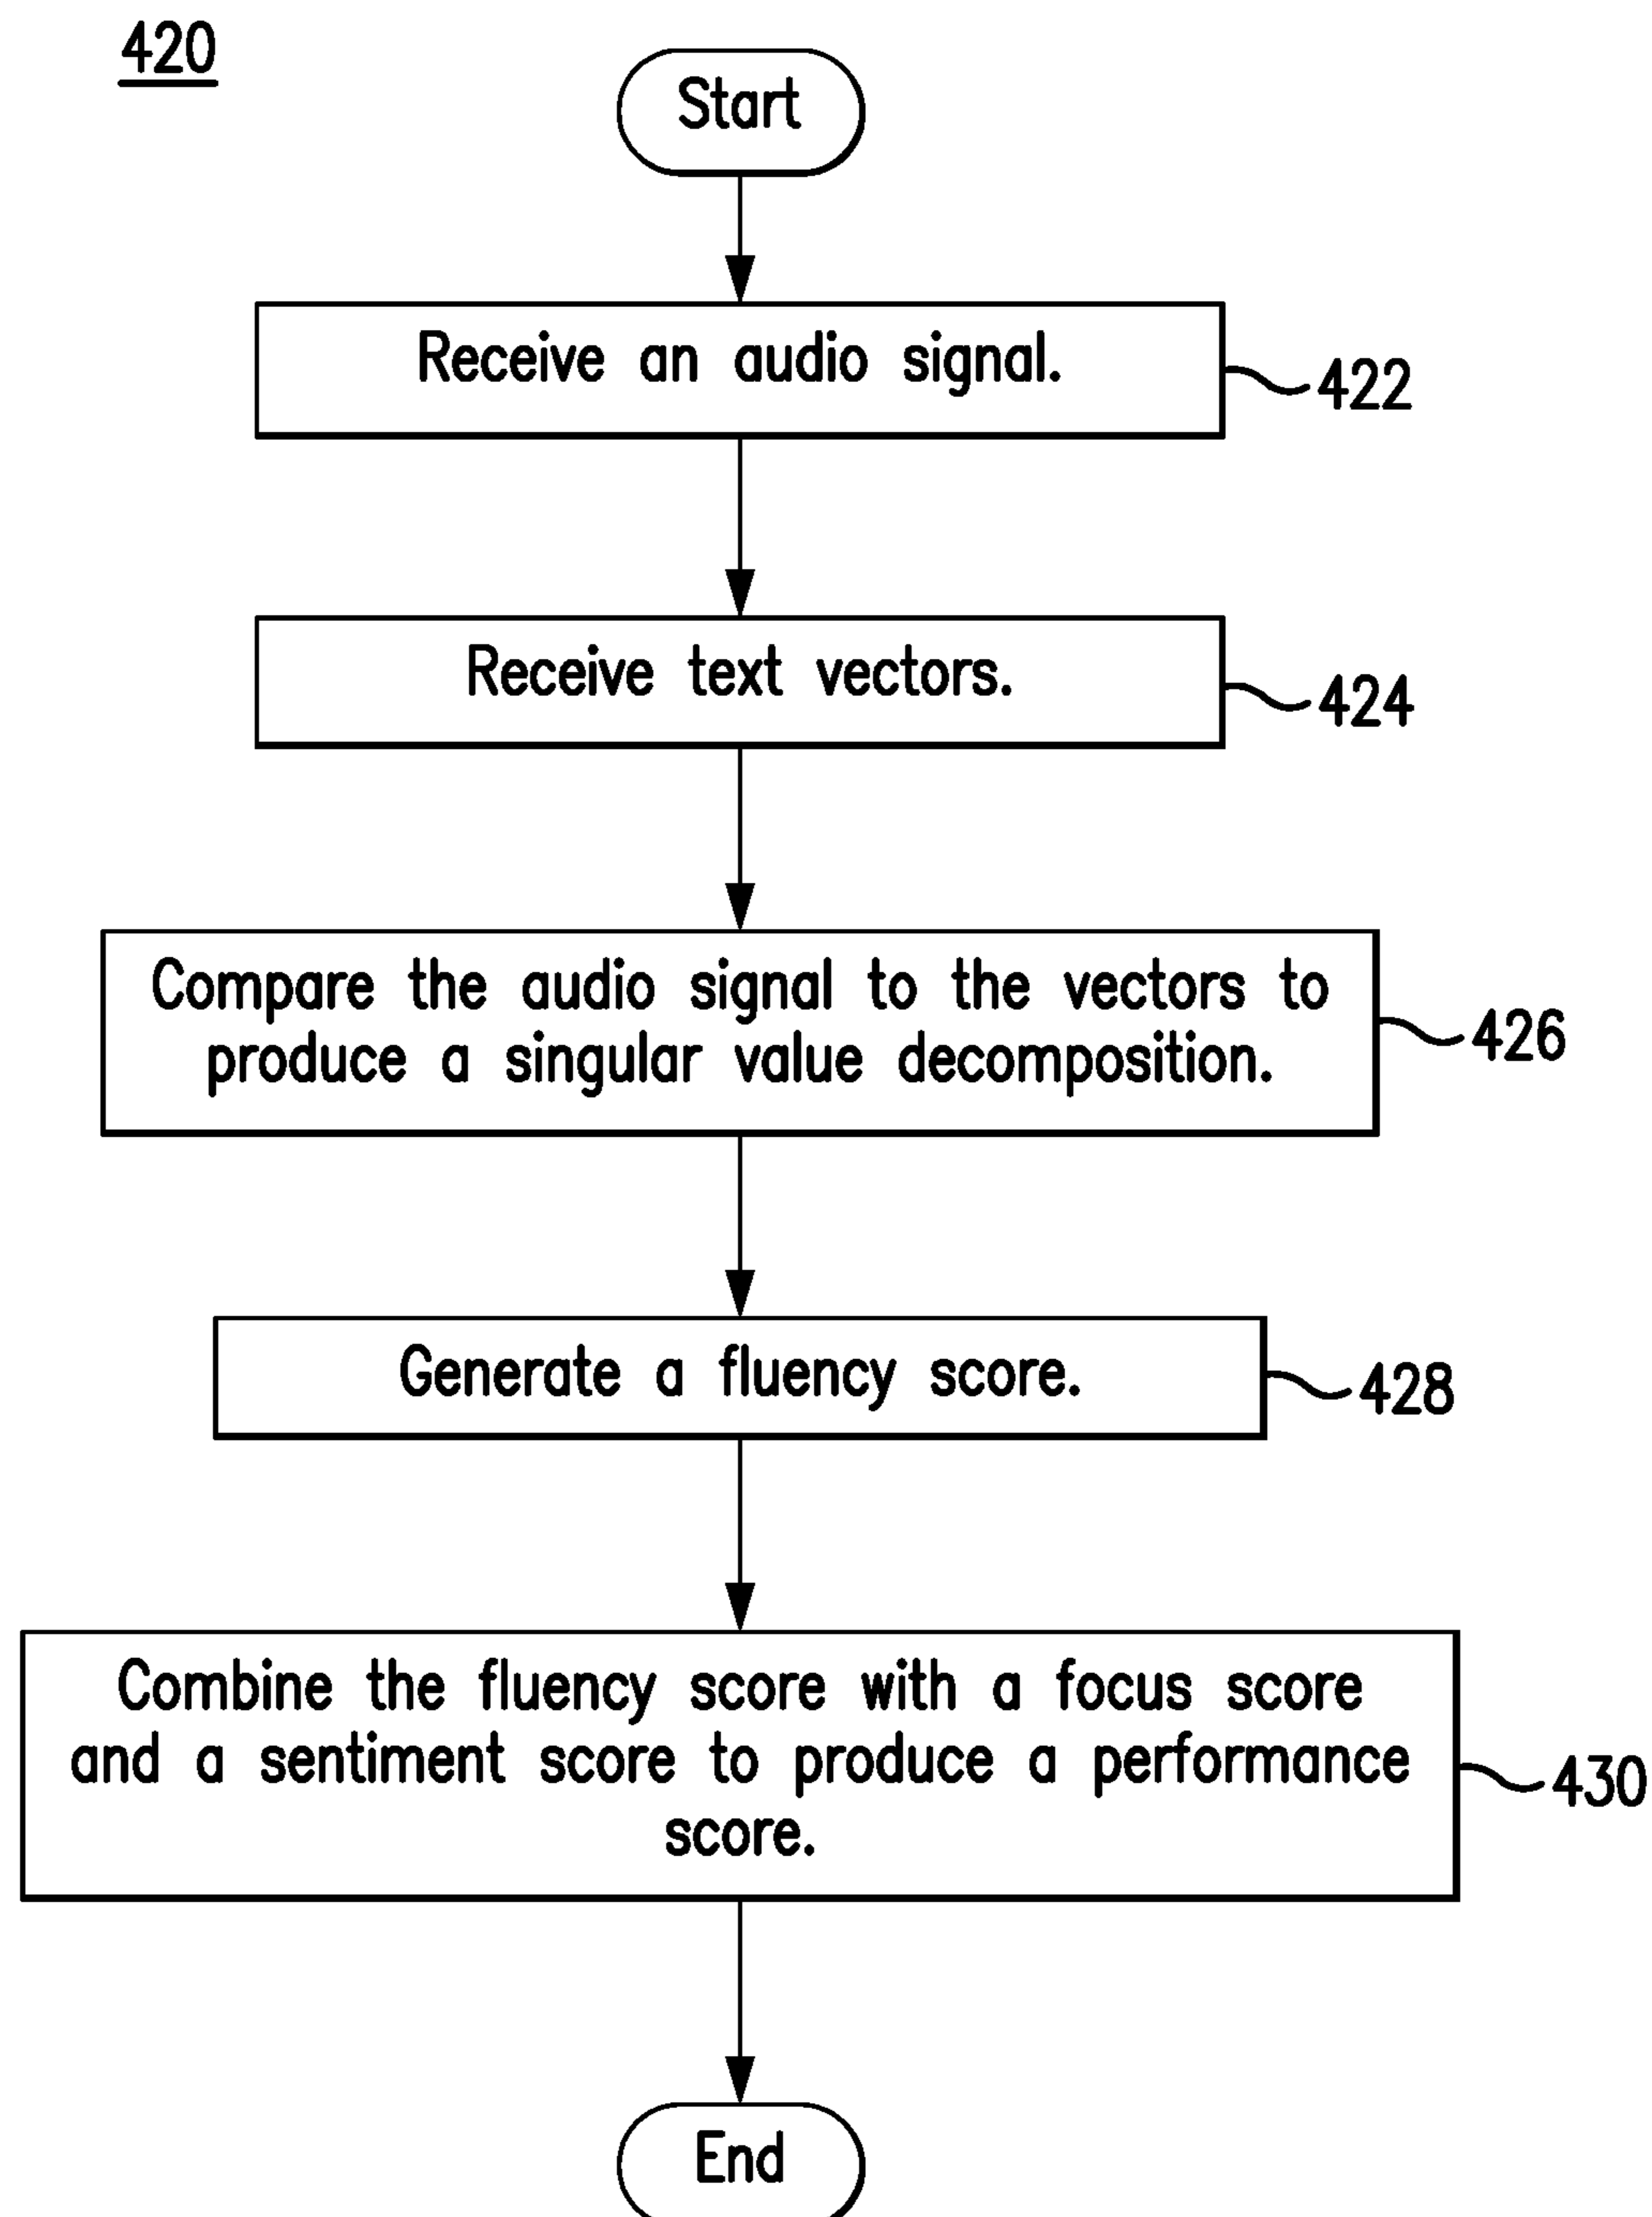 420
Start
Receive an audio signal.
422
Receive text vectors.
424
Compare the audio signal to the vectors to
produce a singular value decomposition.
426
Generate a fluency score.
428
Combine the fluency score with a focus score
and a sentiment score to produce a performance
score.
430
End